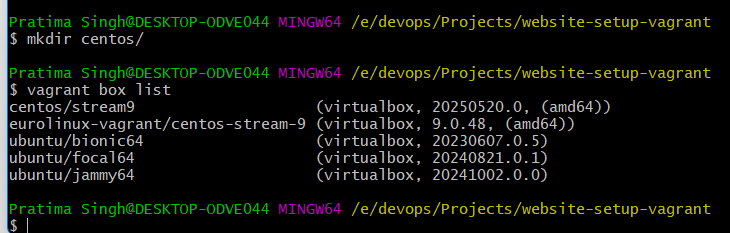 Pratima Singh@DESKTOP-ODVE044 MINGW64 /e/devops/Projects/website-setup-vagrant
$ mkdir centos/
Pratima Singh@DESKTOP-ODVE044 MINGW64 /e/devops/Projects/website-setup-vagrant
$ vagrant box list
centos/stream9                   (virtualbox, 20250520.0, (amd64))
eurolinux-vagrant/centos-stream-9 (virtualbox, 9.0.48, (amd64))
ubuntu/bionic64                  (virtualbox, 20230607.0.5)
ubuntu/focal64                   (virtualbox, 20240821.0.1)
ubuntu/jammy64                   (virtualbox, 20241002.0.0)
Pratima Singh@DESKTOP-ODVE044 MINGW64 /e/devops/Projects/website-setup-vagrant
$